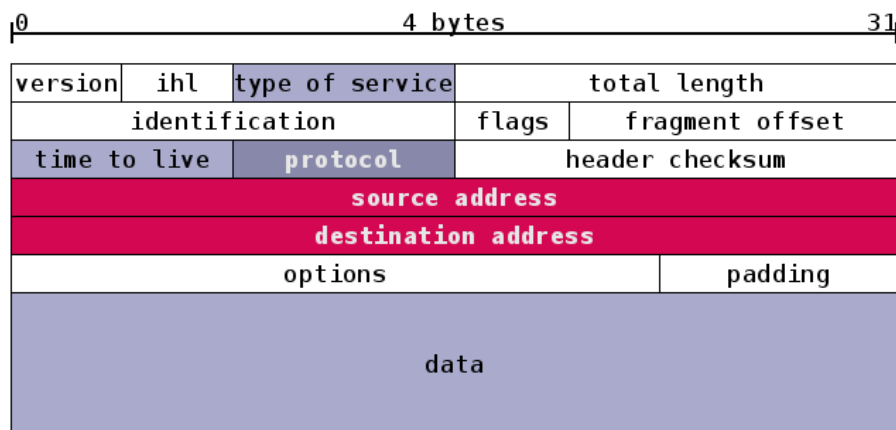 0 4 bytes 31
version ihl type of service total length
identification flags fragment offset
time to live protocol header checksum
source address
destination address
options padding
data